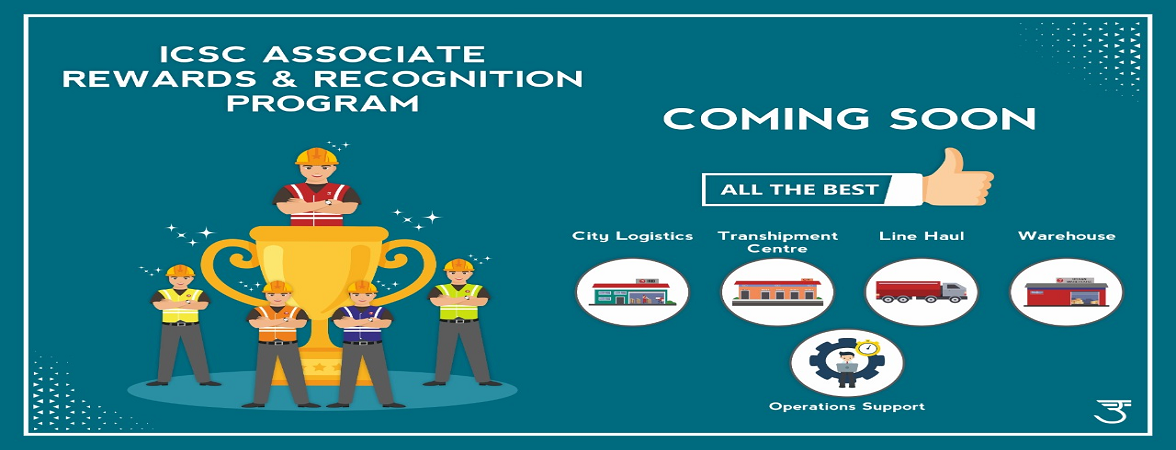 ICSC ASSOCIATE
REWARDS & RECOGNITION
PROGRAM
COMING SOON
ALL THE BEST
City Logistics
Transhipment
Centre
Line Haul
Warehouse
Operations Support